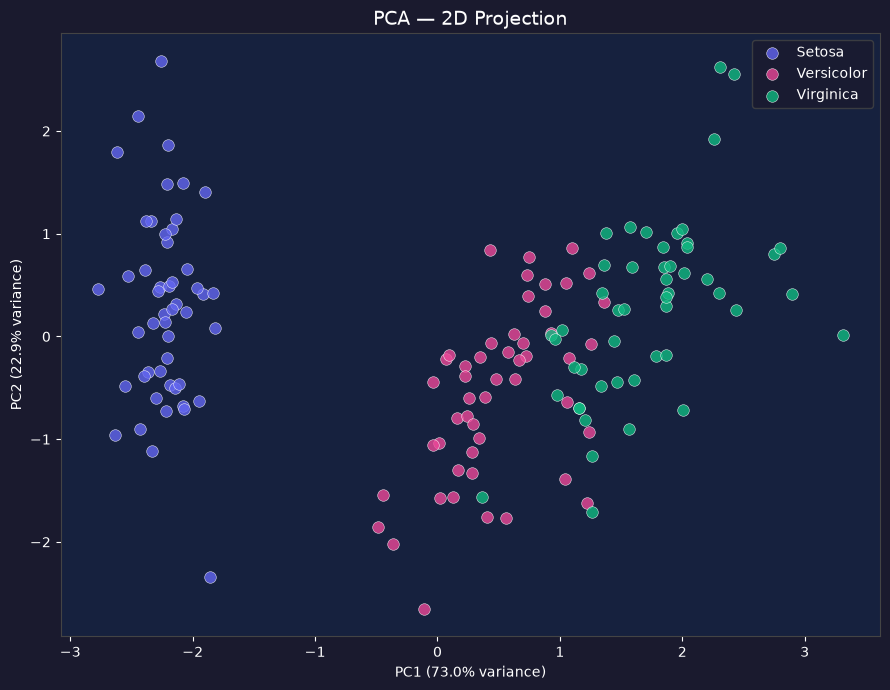 PCA — 2D Projection
Setosa
Versicolor
Virginica
PC2 (22.9% variance)
2
1
0
−1
−2
−3
−2
−1
0
1
2
3
PC1 (73.0% variance)